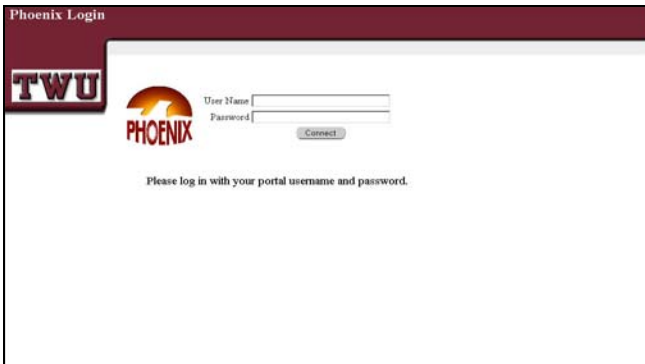 Phoenix Login
TWU
User Name
PHOENIX
Password
Connect
Please log in with your portal username and password.